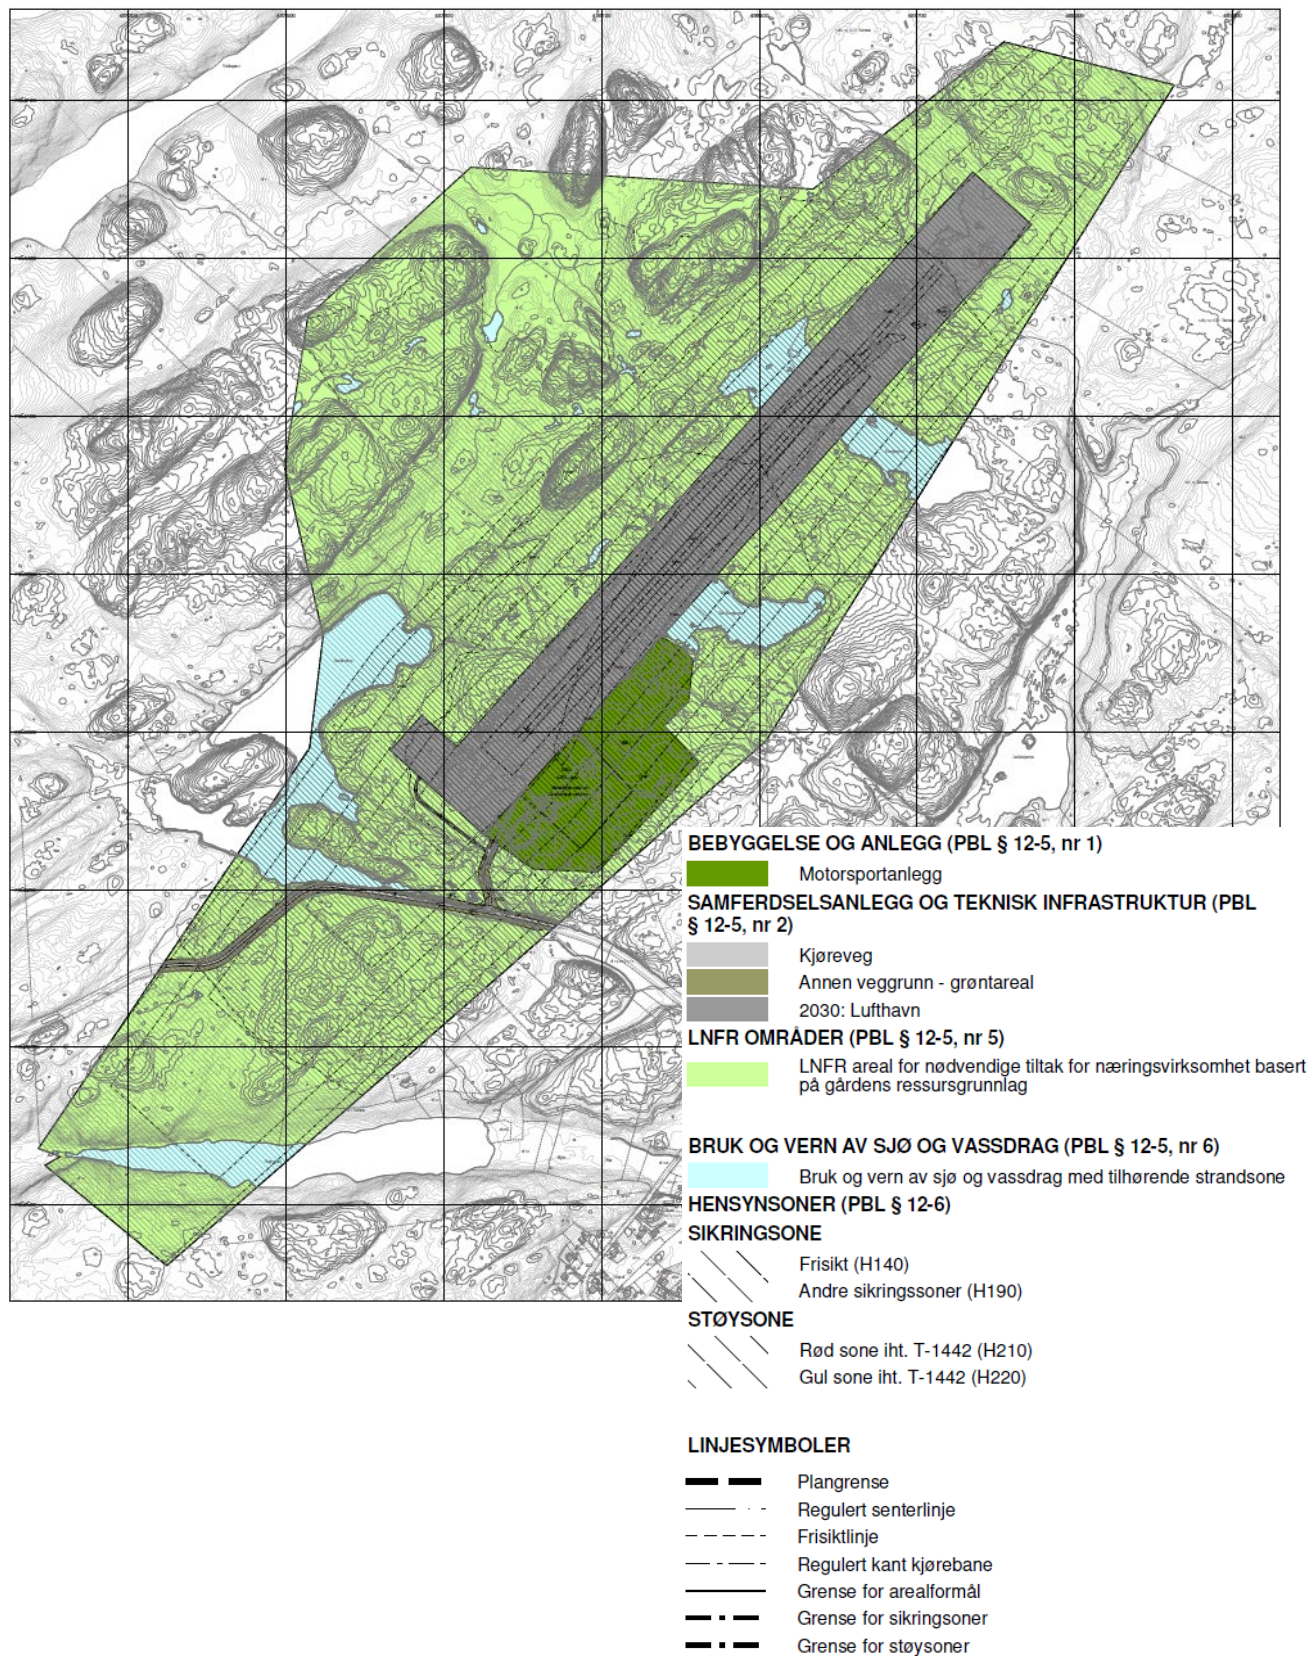 BEBYGGELSE OG ANLEGG (PBL § 12-5, nr 1)
Motorsportanlegg
SAMFERDSELSANLEGG OG TEKNISK INFRASTRUKTUR (PBL
§ 12-5, nr 2)
Kjøreveg
Annen veggrunn - grøntareal
2030: Lufthavn
LNFR OMRÅDER (PBL § 12-5, nr 5)
LNFR areal for nødvendige tiltak for næringsvirksomhet basert
på gårdens ressursgrunnlag
BRUK OG VERN AV SJØ OG VASSDRAG (PBL § 12-5, nr 6)
Bruk og vern av sjø og vassdrag med tilhørende strandsone
HENSYNSONER (PBL § 12-6)
SIKRINGSONE
Frisikt (H140)
Andre sikringssoner (H190)
STØYSONE
Rød sone iht. T-1442 (H210)
Gul sone iht. T-1442 (H220)
LINJESYMBOLER
Plangrense
Regulert senterlinje
Frisiktlinje
Regulert kant kjørebane
Grense for arealformål
Grense for sikringsoner
Grense for støysoner